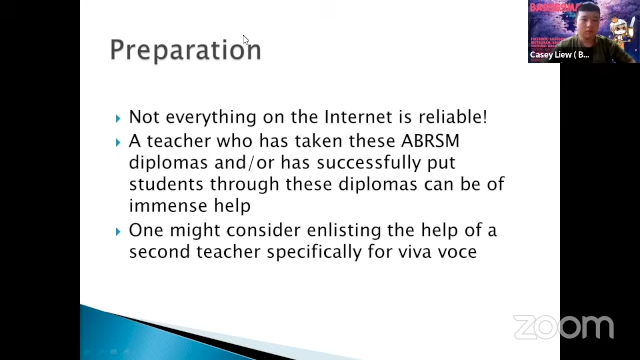 Preparation
Not everything on the Internet is reliable!
A teacher who has taken these ABRSM
diplomas and/or has successfully put
students through these diplomas can be of
immense help
One might consider enlisting the help of a
second teacher specifically for viva voce
Casey Liew ( B...
zoom